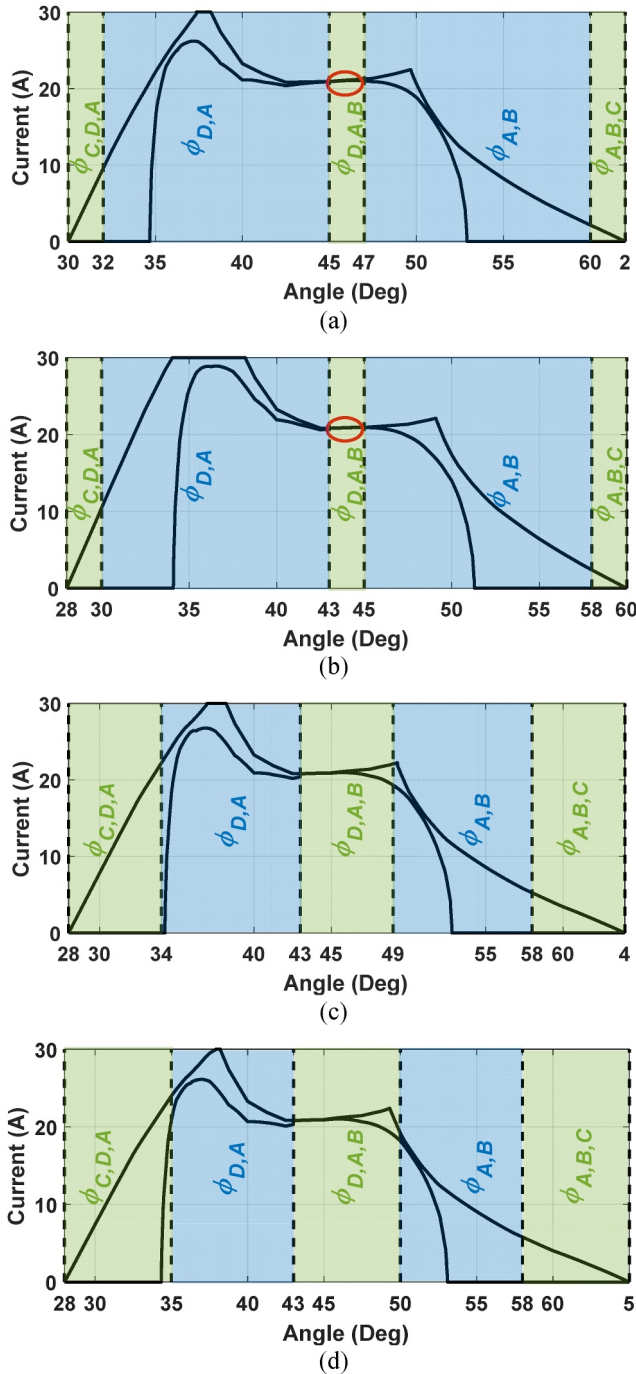 30
20
10
0
Current (A)
ϕC,D,A
ϕD,A
ϕD,A,B
ϕA,B
ϕA,B,C
30 32 35 40 45 47 50 55 60 2
Angle (Deg)
(a)
30
20
10
0
Current (A)
ϕC,D,A
ϕD,A
ϕD,A,B
ϕA,B
ϕA,B,C
28 30 35 40 43 45 50 55 58 60
Angle (Deg)
(b)
30
20
10
0
Current (A)
ϕC,D,A
ϕD,A
ϕD,A,B
ϕA,B
ϕA,B,C
28 30 34 40 43 45 49 55 58 60 4
Angle (Deg)
(c)
30
20
10
0
Current (A)
ϕC,D,A
ϕD,A
ϕD,A,B
ϕA,B
ϕA,B,C
28 30 35 40 43 45 50 55 58 60 5
Angle (Deg)
(d)